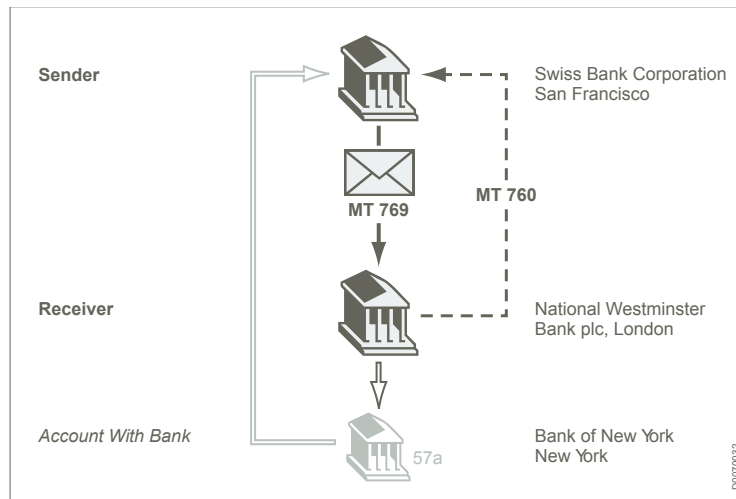 Sender
Swiss Bank Corporation
San Francisco
MT 769
MT 760
Receiver
National Westminster
Bank plc, London
Account With Bank
57a
Bank of New York
New York
D0070032